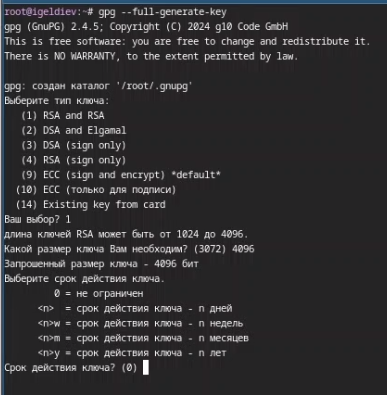 root@igeldiev:~# gpg --full-generate-key
gpg (GnuPG) 2.4.5; Copyright (C) 2024 g10 Code GmbH
This is free software: you are free to change and redistribute it.
There is NO WARRANTY, to the extent permitted by law.
gpg: создан каталог '/root/.gnupg'
Выберите тип ключа:
(1) RSA and RSA
(2) DSA and Elgamal
(3) DSA (sign only)
(4) RSA (sign only)
(9) ECC (sign and encrypt) *default*
(10) ECC (только для подписи)
(14) Existing key from card
Ваш выбор? 1
длина ключей RSA может быть от 1024 до 4096.
Какой размер ключа Вам необходим? (3072) 4096
Запрошенный размер ключа - 4096 бит
Выберите срок действия ключа.
0 = не ограничен
<n> = срок действия ключа - n дней
<n>w = срок действия ключа - n недель
<n>m = срок действия ключа - n месяцев
<n>y = срок действия ключа - n лет
Срок действия ключа? (0)